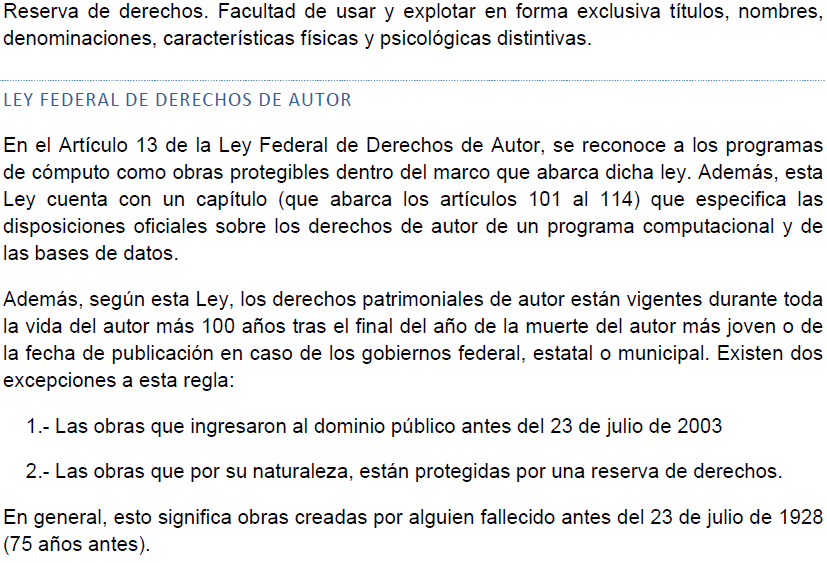 Reserva de derechos. Facultad de usar y explotar en forma exclusiva títulos, nombres,
denominaciones, características físicas y psicológicas distintivas.
LEY FEDERAL DE DERECHOS DE AUTOR
En el Artículo 13 de la Ley Federal de Derechos de Autor, se reconoce a los programas
de cómputo como obras protegibles dentro del marco que abarca dicha ley. Además, esta
Ley cuenta con un capítulo (que abarca los artículos 101 al 114) que especifica las
disposiciones oficiales sobre los derechos de autor de un programa computacional y de
las bases de datos.
Además, según esta Ley, los derechos patrimoniales de autor están vigentes durante toda
la vida del autor más 100 años tras el final del año de la muerte del autor más joven o de
la fecha de publicación en caso de los gobiernos federal, estatal o municipal. Existen dos
excepciones a esta regla:
1.- Las obras que ingresaron al dominio público antes del 23 de julio de 2003
2.- Las obras que por su naturaleza, están protegidas por una reserva de derechos.
En general, esto significa obras creadas por alguien fallecido antes del 23 de julio de 1928
(75 años antes).